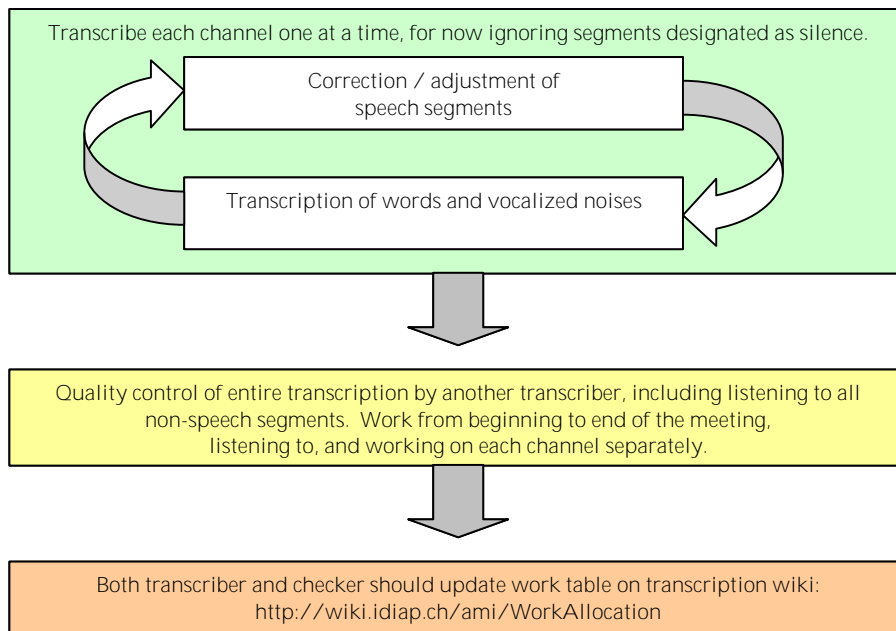 Transcribe each channel one at a time, for now ignoring segments designated as silence.
Correction / adjustment of
speech segments
Transcription of words and vocalized noises
Quality control of entire transcription by another transcriber, including listening to all
non-speech segments.  Work from beginning to end of the meeting,
listening to, and working on each channel separately.
Both transcriber and checker should update work table on transcription wiki:
http://wiki.idiap.ch/ami/WorkAllocation